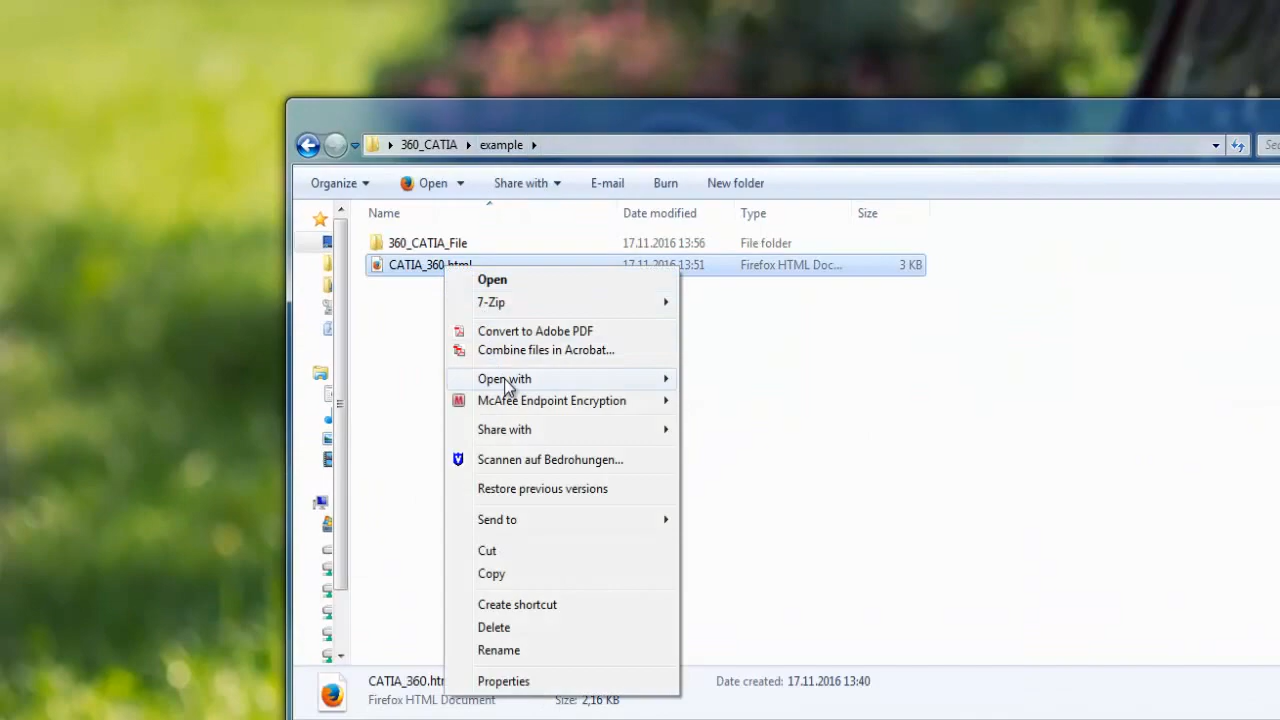 360_CATIA
example
Organize
Open
Share with
E-mail
Burn
New folder
Name
Date modified
Type
Size
360_CATIA_File
17.11.2016 13:56
File folder
CATIA_360.html
17.11.2016 13:51
Firefox HTML Doc...
3 KB
Open
7-Zip
Convert to Adobe PDF
Combine files in Acrobat...
Open with
McAfee Endpoint Encryption
Share with
Scannen auf Bedrohungen...
Restore previous versions
Send to
Cut
Copy
Create shortcut
Delete
Rename
Properties
CATIA_360.htm
Date created: 17.11.2016 13:40
Firefox HTML Document
Size: 2,16 KB